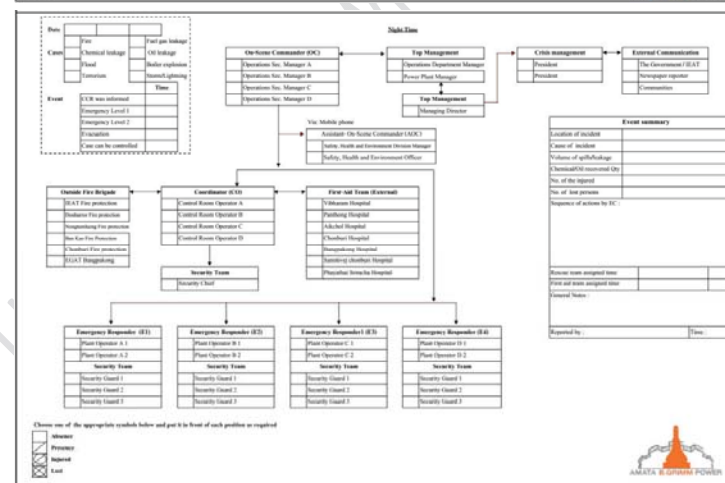 Night Time
Date
Cases
Fire
Fuel gas leakage
Chemical leakage
Oil leakage
Flood
Boiler explosion
Terrorism
Storm/Lightning
Time
Event
CCR was informed
Emergency Level 1
Emergency Level 2
Evacuation
Case can be controlled
On-Scene Commander (OC)
Operations Sec. Manager A
Operations Sec. Manager B
Operations Sec. Manager C
Operations Sec. Manager D
Top Management
Operations Department Manager
Power Plant Manager
Top Management
Managing Director
Crisis management
President
President
External Communication
The Government / IEAT
Newspaper reporter
Communities
Via: Mobile phone
Assistant- On-Scene Commander (AOC)
Safety, Health and Environment Division Manager
Safety, Health and Environment Officer
Event summary
Location of incident
Cause of incident
Volume of spills/leakage
Chemical/Oil recovered Qty
No. of the injured
No. of lost persons
Sequence of actions by EC :
Rescue team assigned time
First aid team assigned time
General Notes :
Reported by :
Time :
Outside Fire Brigade
IEAT Fire protection
Donhuaroo Fire protection
Nongmaidaeng Fire protection
Ban Kao Fire Protection
Chonburi Fire protection
EGAT Bangpakong
Coordinator (CO)
Control Room Operator A
Control Room Operator B
Control Room Operator C
Control Room Operator D
Security Team
Security Chief
First-Aid Team (External)
Vibharam Hospital
Panthong Hospital
Aikchol Hospital
Chonburi Hospital
Bangpakong Hospital
Samitivej chonburi Hospital
Phayathai Sriracha Hospital
Emergency Responder (E1)
Plant Operator A 1
Plant Operator A 2
Security Team
Security Guard 1
Security Guard 2
Security Guard 3
Emergency Responder (E2)
Plant Operator B-1
Plant Operator B-2
Security Team
Security Guard 1
Security Guard 2
Security Guard 3
Emergency Responder1 (E3)
Plant Operator C 1
Plant Operator C-2
Security Team
Security Guard 1
Security Guard 2
Security Guard 3
Emergency Responder (E4)
Plant Operator D-1
Plant Operator D-2
Security Team
Security Guard 1
Security Guard 2
Security Guard 3
Choose one of the appropriate symbols below and put it in front of each position as required
Absence
Presence
Injured
Lost
AMATA B.GRIMM POWER